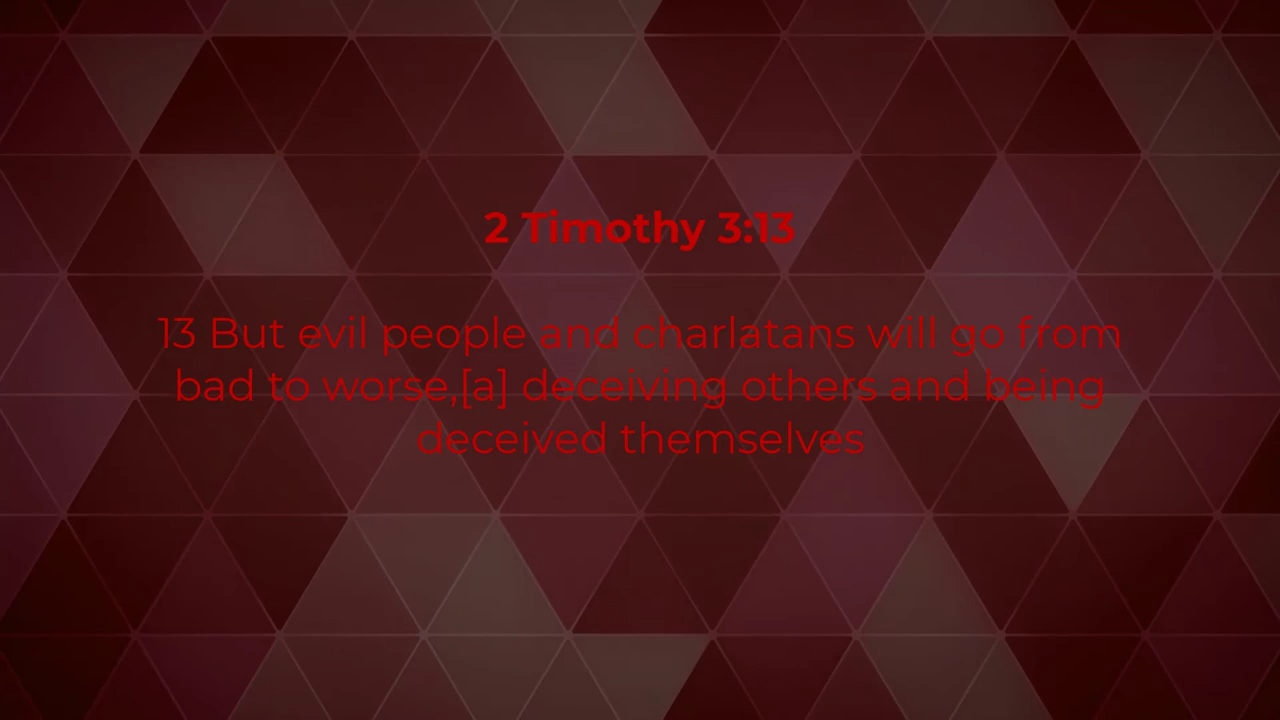 2 Timothy 3:13
13 But evil people and charlatans will go from
bad to worse,[a] deceiving others and being
deceived themselves